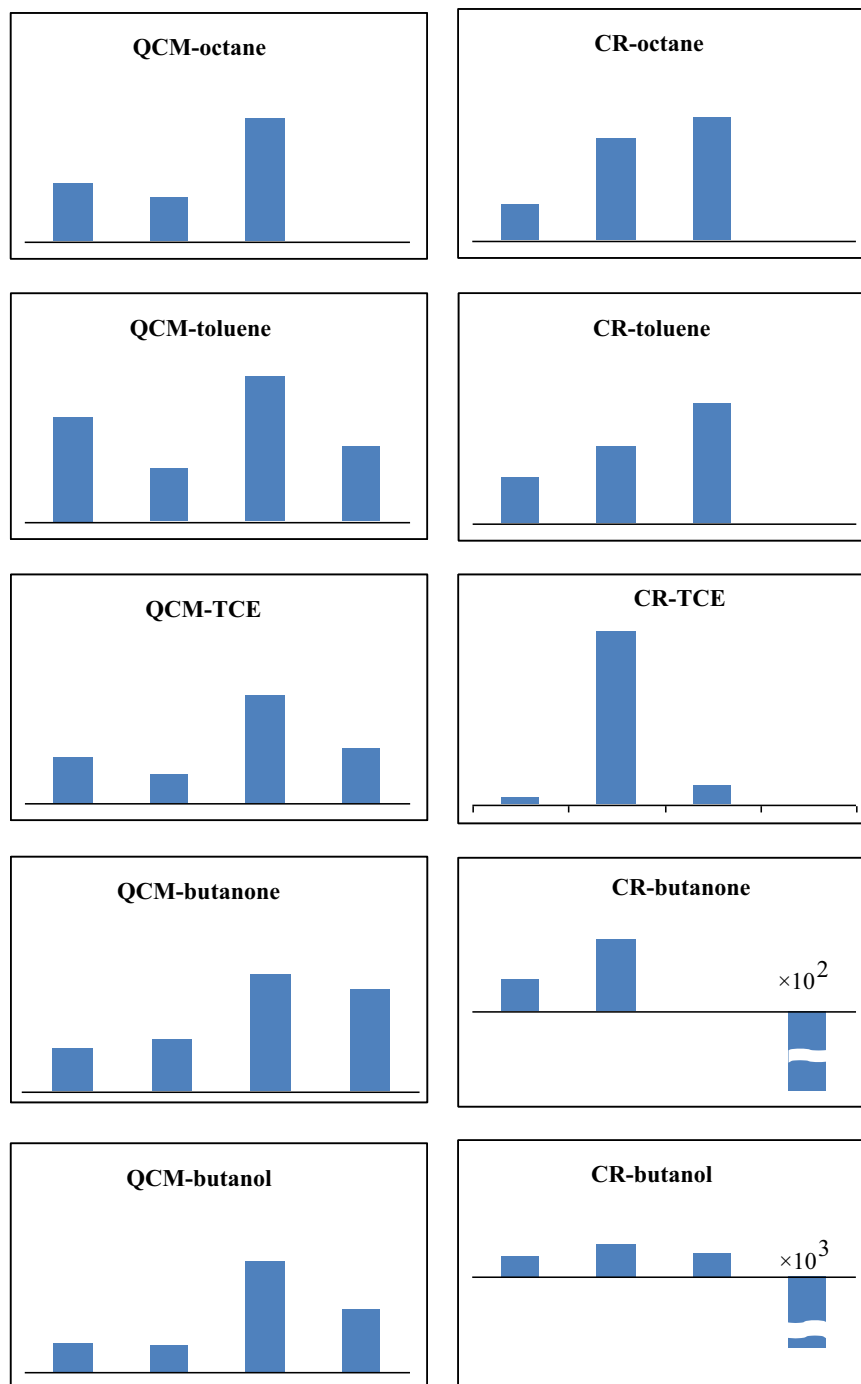 QCM-octane
CR-octane
QCM-toluene
CR-toluene
QCM-TCE
CR-TCE
QCM-butanone
CR-butanone
×10²
QCM-butanol
CR-butanol
×10³